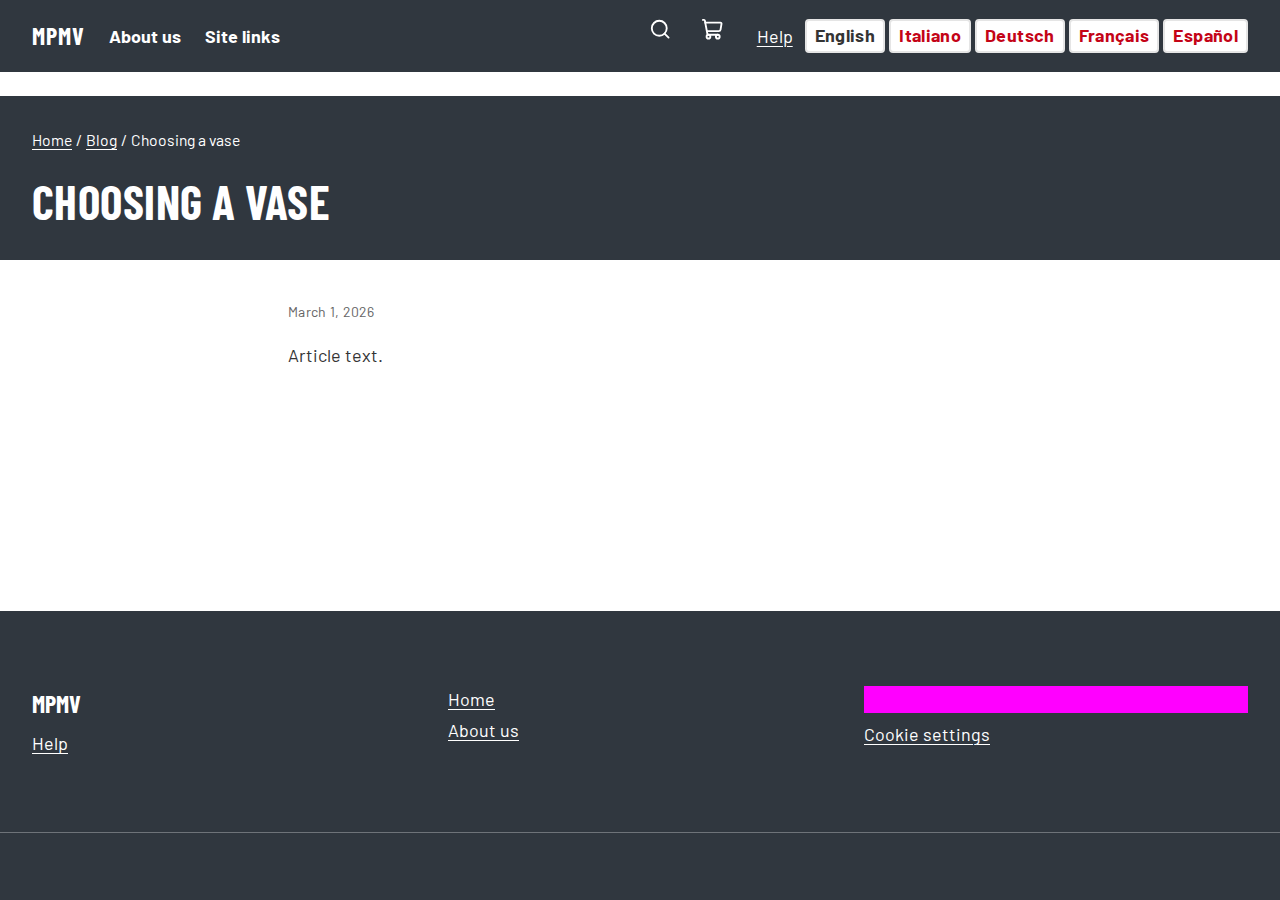 MPMV About us Site links Help English Italiano Deutsch Français Español
Home / Blog / Choosing a vase
CHOOSING A VASE
March 1, 2026
Article text.
MPMV
Help
Home
About us
Cookie settings